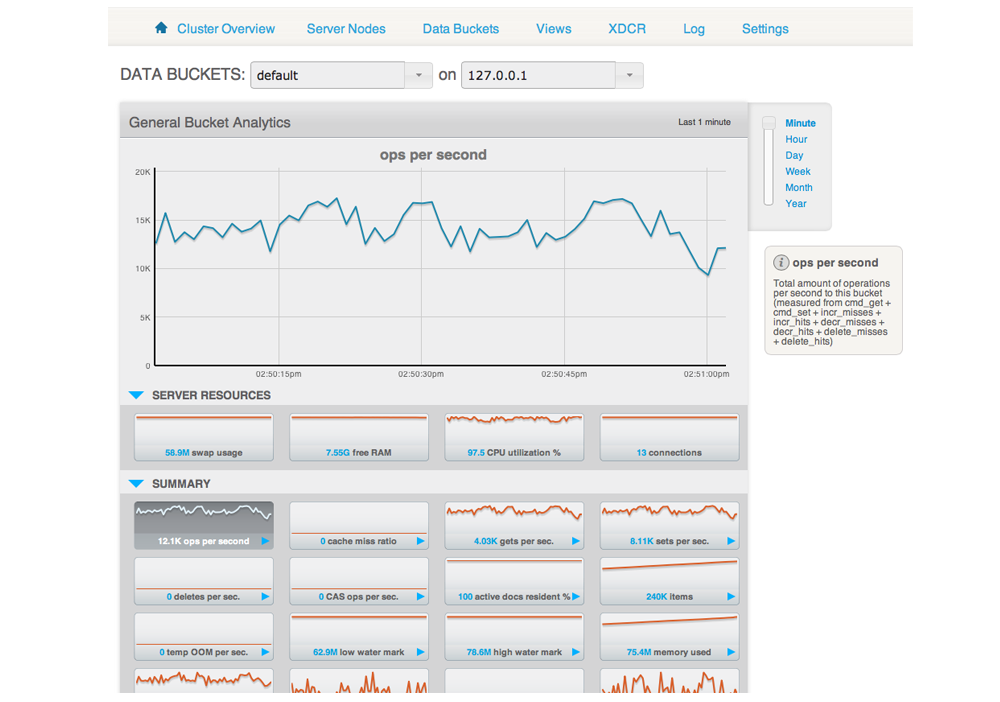 Cluster Overview Server Nodes Data Buckets Views XDCR Log Settings
DATA BUCKETS: default on 127.0.0.1
General Bucket Analytics Last 1 minute
ops per second
20K
15K
10K
5K
0
02:50:15pm 02:50:30pm 02:50:45pm 02:51:00pm
Minute
Hour
Day
Week
Month
Year
i ops per second
Total amount of operations
per second to this bucket
(measured from cmd_get +
cmd_set + incr_misses +
incr_hits + decr_misses +
decr_hits + delete_misses
+ delete_hits)
SERVER RESOURCES
58.9M swap usage 7.55G free RAM 97.5 CPU utilization % 13 connections
SUMMARY
12.1K ops per second 0 cache miss ratio 4.03K gets per sec. 8.11K sets per sec.
0 deletes per sec. 0 CAS ops per sec. 100 active docs resident % 240K items
0 temp OOM per sec. 62.9M low water mark 78.6M high water mark 75.4M memory used